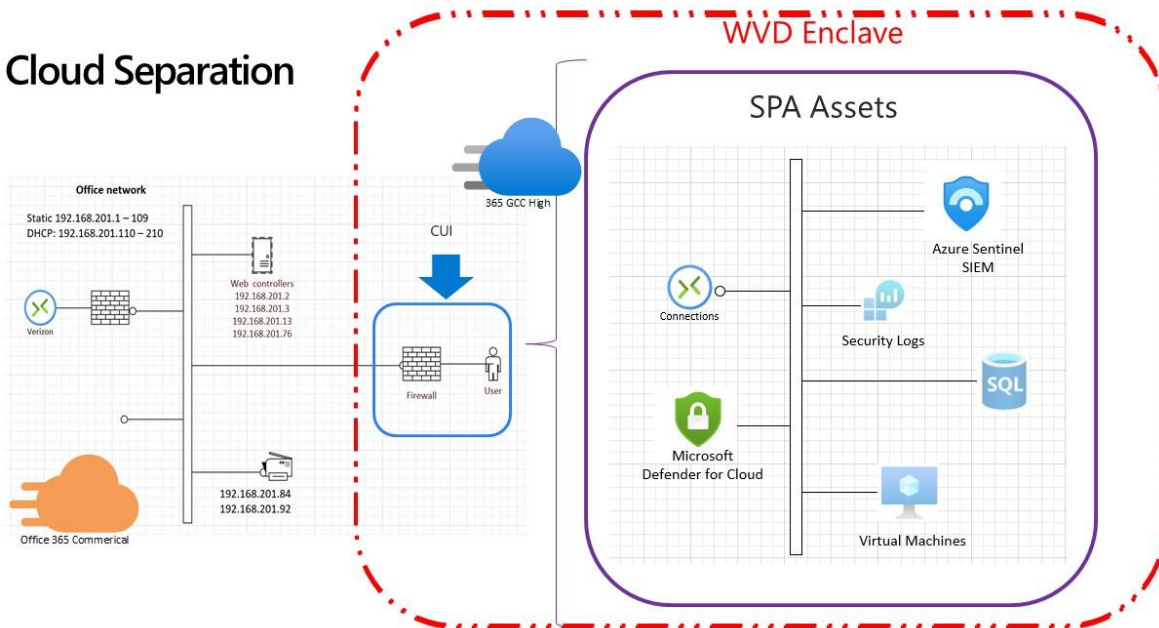 Cloud Separation
Office network
Static 192.168.201.1 – 109
DHCP: 192.168.201.110 – 210
Web controllers
192.168.201.2
192.168.201.3
192.168.201.13
192.168.201.76
Verizon
192.168.201.84
192.168.201.92
Office 365 Commerical
WVD Enclave
365 GCC High
CUI
Firewall
User
SPA Assets
Azure Sentinel
SIEM
Connections
Security Logs
SQL
Microsoft
Defender for Cloud
Virtual Machines